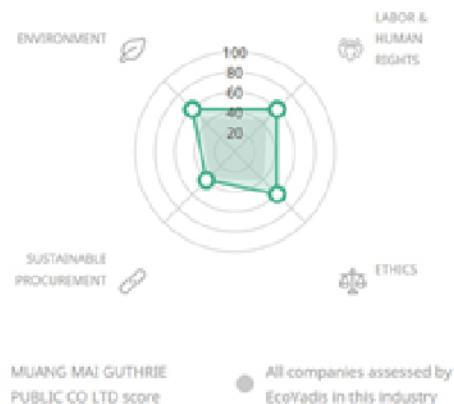 ENVIRONMENT
LABOR &
HUMAN
RIGHTS
100
80
60
40
20
SUSTAINABLE
PROCUREMENT
ETHICS
MUANG MAI GUTHRIE
PUBLIC CO LTD score
All companies assessed by
EcoVadis in this industry